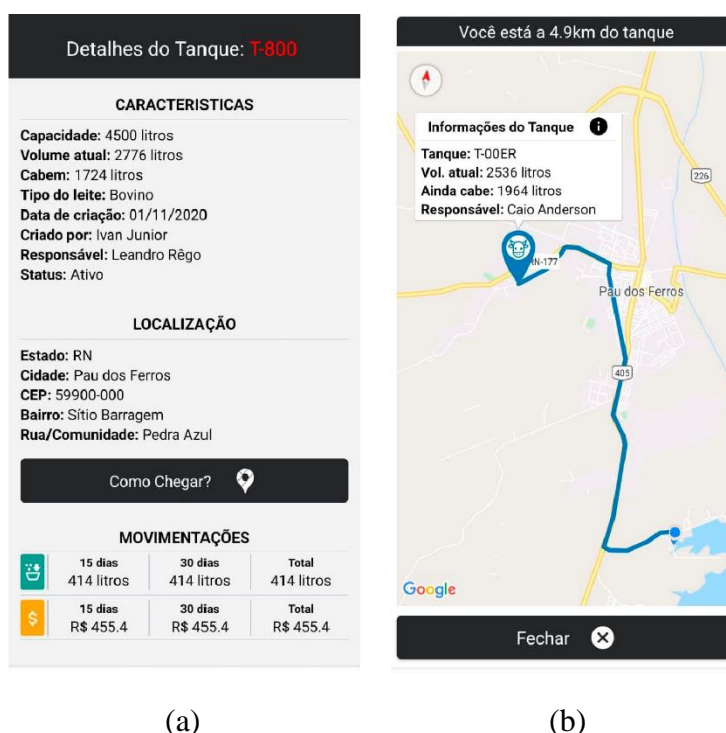 Detalhes do Tanque: T-800
CARACTERISTICAS
Capacidade: 4500 litros
Volume atual: 2776 litros
Cabem: 1724 litros
Tipo do leite: Bovino
Data de criação: 01/11/2020
Criado por: Ivan Junior
Responsável: Leandro Rêgo
Status: Ativo
LOCALIZAÇÃO
Estado: RN
Cidade: Pau dos Ferros
CEP: 59900-000
Bairro: Sítio Barragem
Rua/Comunidade: Pedra Azul
Como Chegar?
MOVIMENTAÇÕES
15 dias 30 dias Total
414 litros 414 litros 414 litros
15 dias 30 dias Total
R$ 455.4 R$ 455.4 R$ 455.4
(a)
Você está a 4.9km do tanque
Informações do Tanque
Tanque: T-00ER
Vol. atual: 2536 litros
Ainda cabe: 1964 litros
Responsável: Caio Anderson
226
RN-177
Pau dos Ferros
405
Google
Fechar
(b)